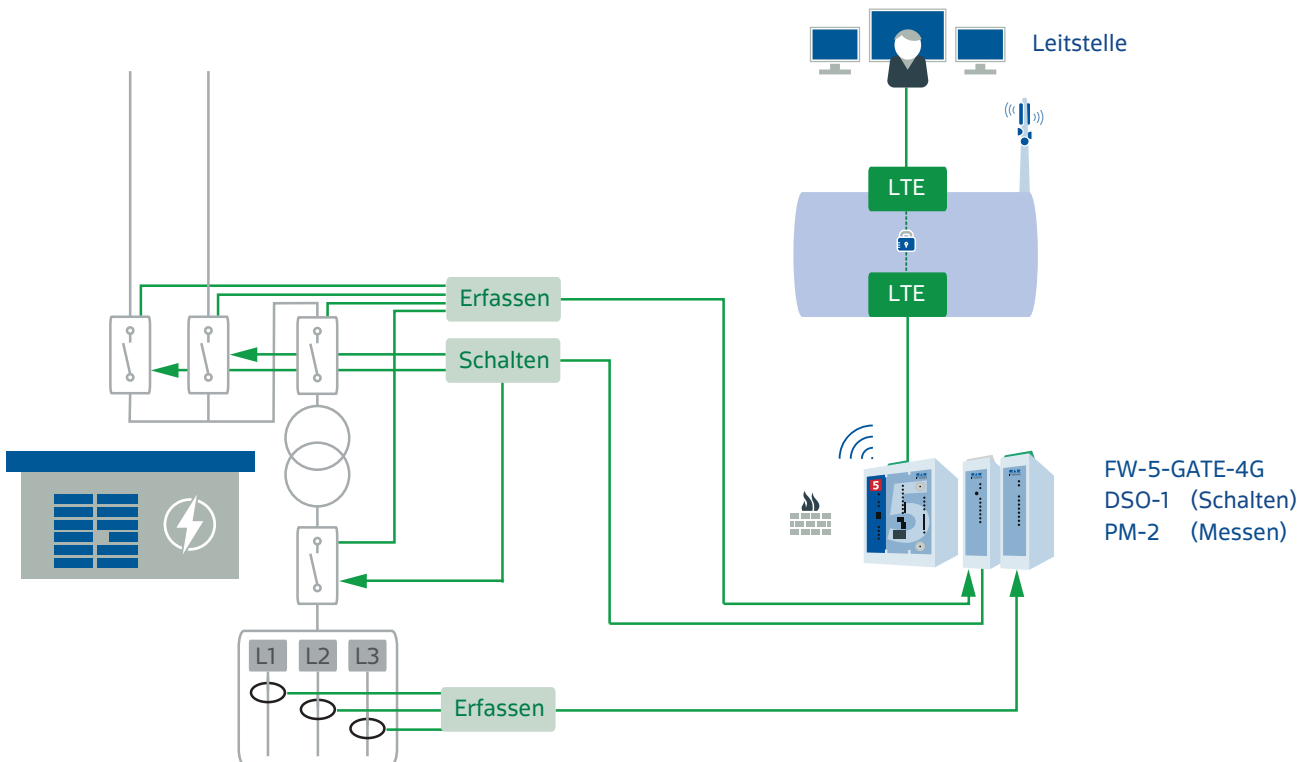 Leitstelle
LTE
LTE
Erfassen
Schalten
5
FW-5-GATE-4G
DSO-1 (Schalten)
PM-2 (Messen)
L1 L2 L3
Erfassen